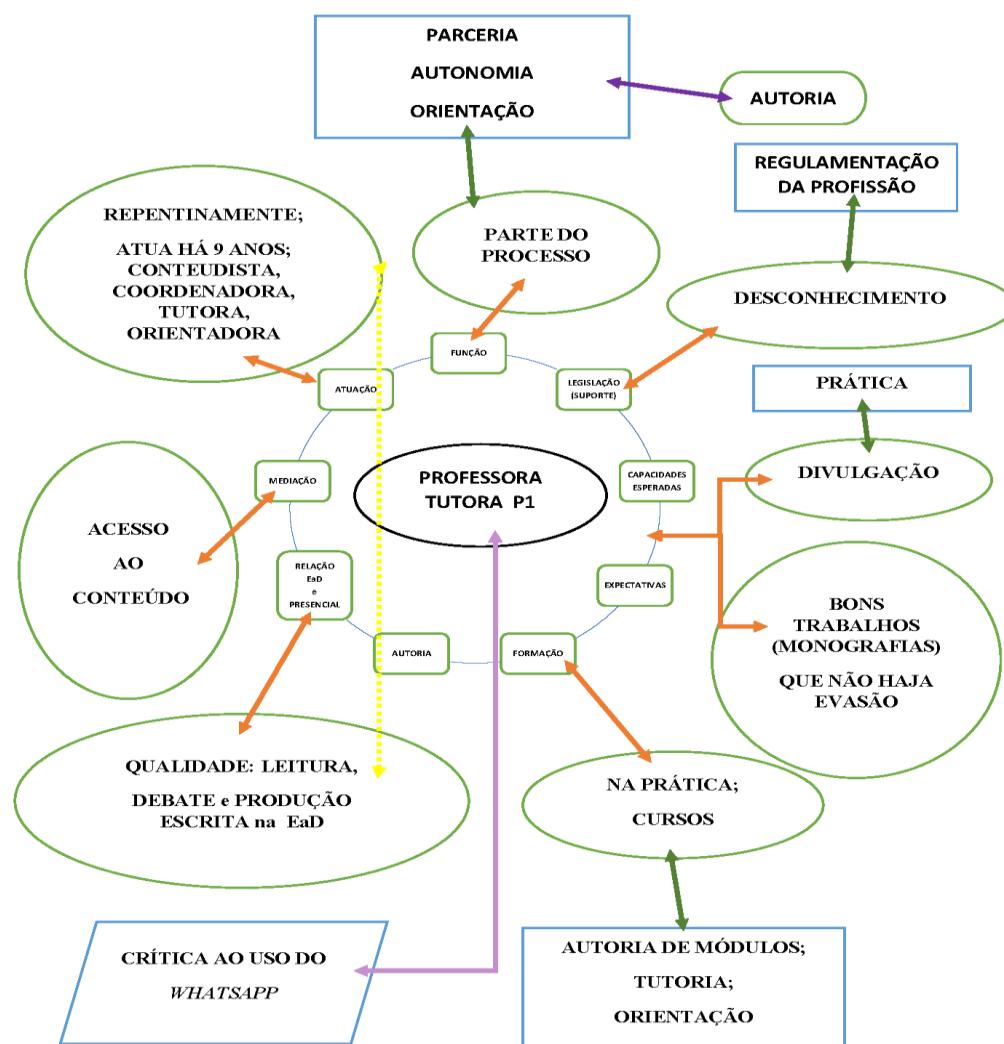 PARCERIA
AUTONOMIA
ORIENTAÇÃO
AUTORIA
REGULAMENTAÇÃO
DA PROFISSÃO
REPENTINAMENTE;
ATUA HÁ 9 ANOS;
CONTEUDISTA,
COORDENADORA,
TUTORA,
ORIENTADORA
PARTE DO
PROCESSO
DESCONHECIMENTO
FUNÇÃO
ATUAÇÃO
LEGISLAÇÃO
(SUPORTE)
PRÁTICA
MEDIAÇÃO
PROFESSORA
TUTORA P1
CAPACIDADES
ESPERADAS
DIVULGAÇÃO
ACESSO
AO
CONTEÚDO
RELAÇÃO
EaD
e
PRESENCIAL
EXPECTATIVAS
BONS
TRABALHOS
(MONOGRAFIAS)
QUE NÃO HAJA
EVASÃO
AUTORIA
FORMAÇÃO
QUALIDADE: LEITURA,
DEBATE e PRODUÇÃO
ESCRITA na EaD
NA PRÁTICA;
CURSOS
CRÍTICA AO USO DO
WHATSAPP
AUTORIA DE MÓDULOS;
TUTORIA;
ORIENTAÇÃO